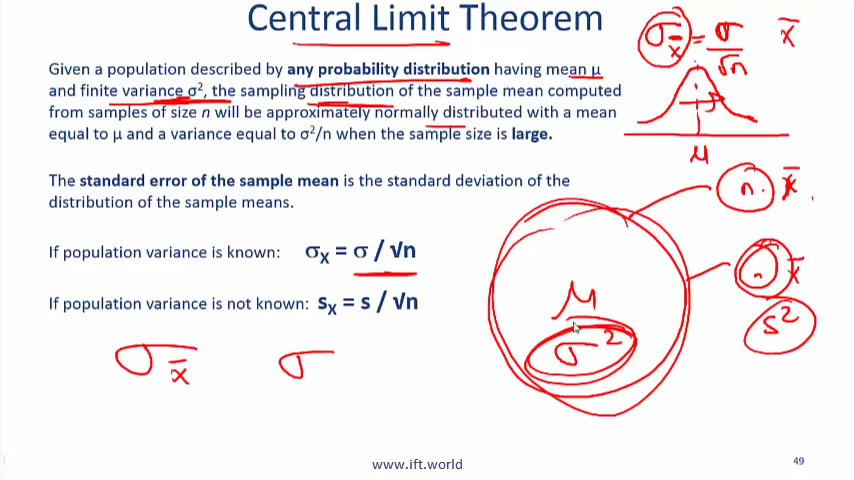 Central Limit Theorem
Given a population described by any probability distribution having mean μ
and finite variance σ², the sampling distribution of the sample mean computed
from samples of size n will be approximately normally distributed with a mean
equal to μ and a variance equal to σ²/n when the sample size is large.
The standard error of the sample mean is the standard deviation of the
distribution of the sample means.
If population variance is known: σx = σ / √n
If population variance is not known: sx = s / √n
σx̄ σ
σx̄ = σ/√n x̄
μ
n. x̄
n x̄
s²
μ
σ²
www.ift.world
49